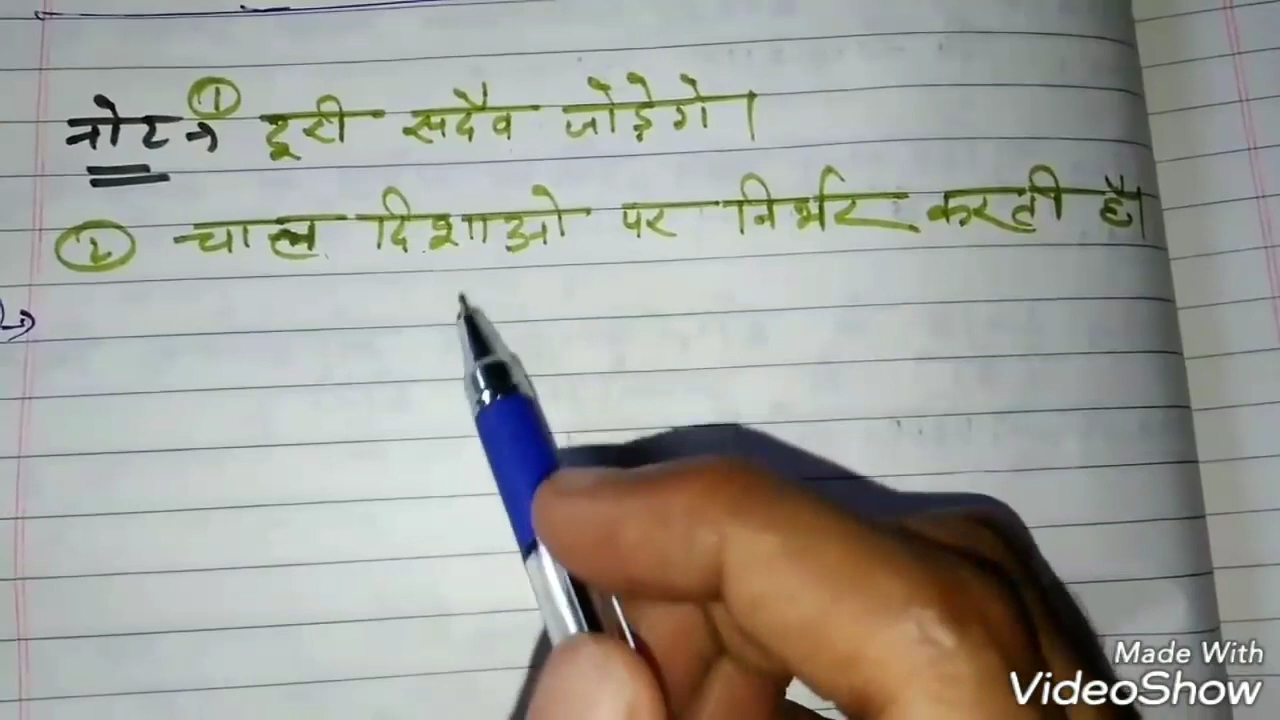 नोट → ① दूरी सदैव जोड़ेगे।
② चाल दिशाओ पर निर्भर करती है।
Made With
VideoShow